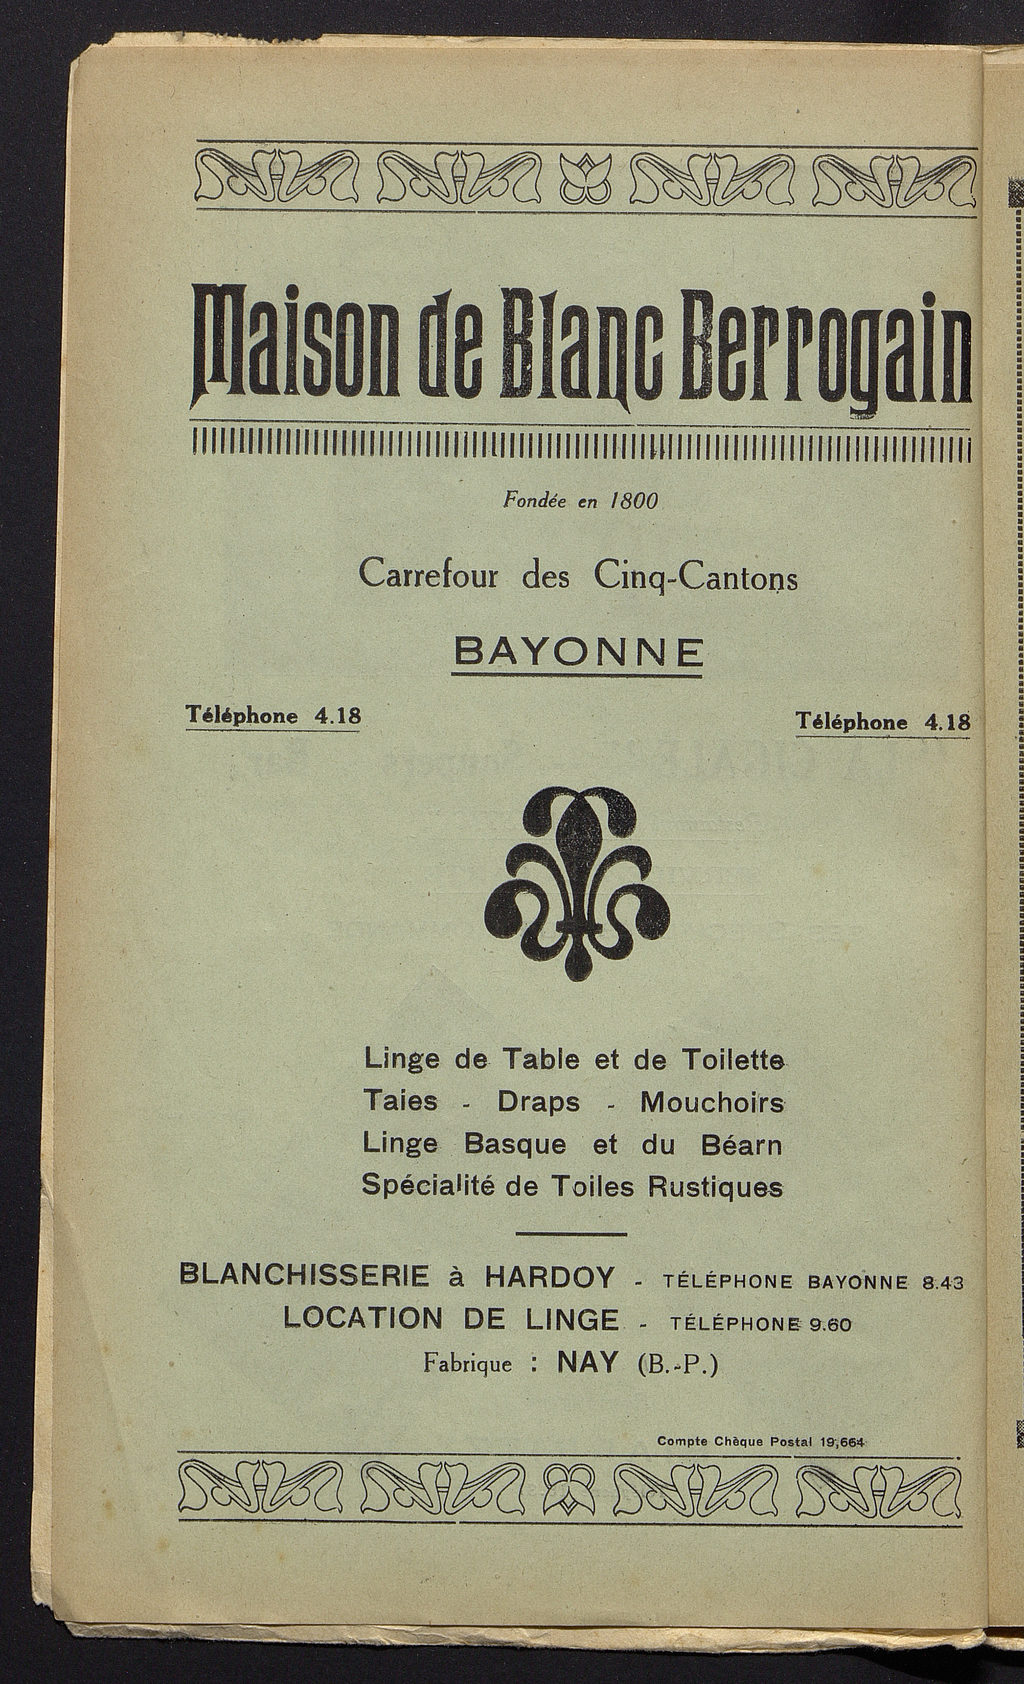 Maison de Blanc Berrogain
Fondée en 1800
Carrefour des Cinq-Cantons
BAYONNE
Téléphone 4.18
Téléphone 4.18
Linge de Table et de Toilette
Taies - Draps - Mouchoirs
Linge Basque et du Béarn
Spécialité de Toiles Rustiques
BLANCHISSERIE à HARDOY - TÉLÉPHONE BAYONNE 8.43
LOCATION DE LINGE - TÉLÉPHONE 9.60
Fabrique : NAY (B.-P.)
Compte Chèque Postal 19,664